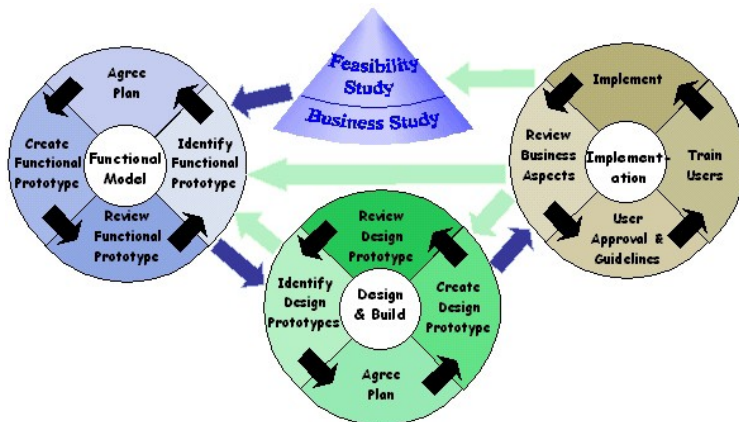 Feasibility
Study
Business Study
Agree
Plan
Create
Functional
Prototype
Functional
Model
Identify
Functional
Prototype
Review
Functional
Prototype
Review
Design
Prototype
Identify
Design
Prototypes
Design
& Build
Create
Design
Prototype
Agree
Plan
Implement
Review
Business
Aspects
Implement-
ation
Train
Users
User
Approval &
Guidelines